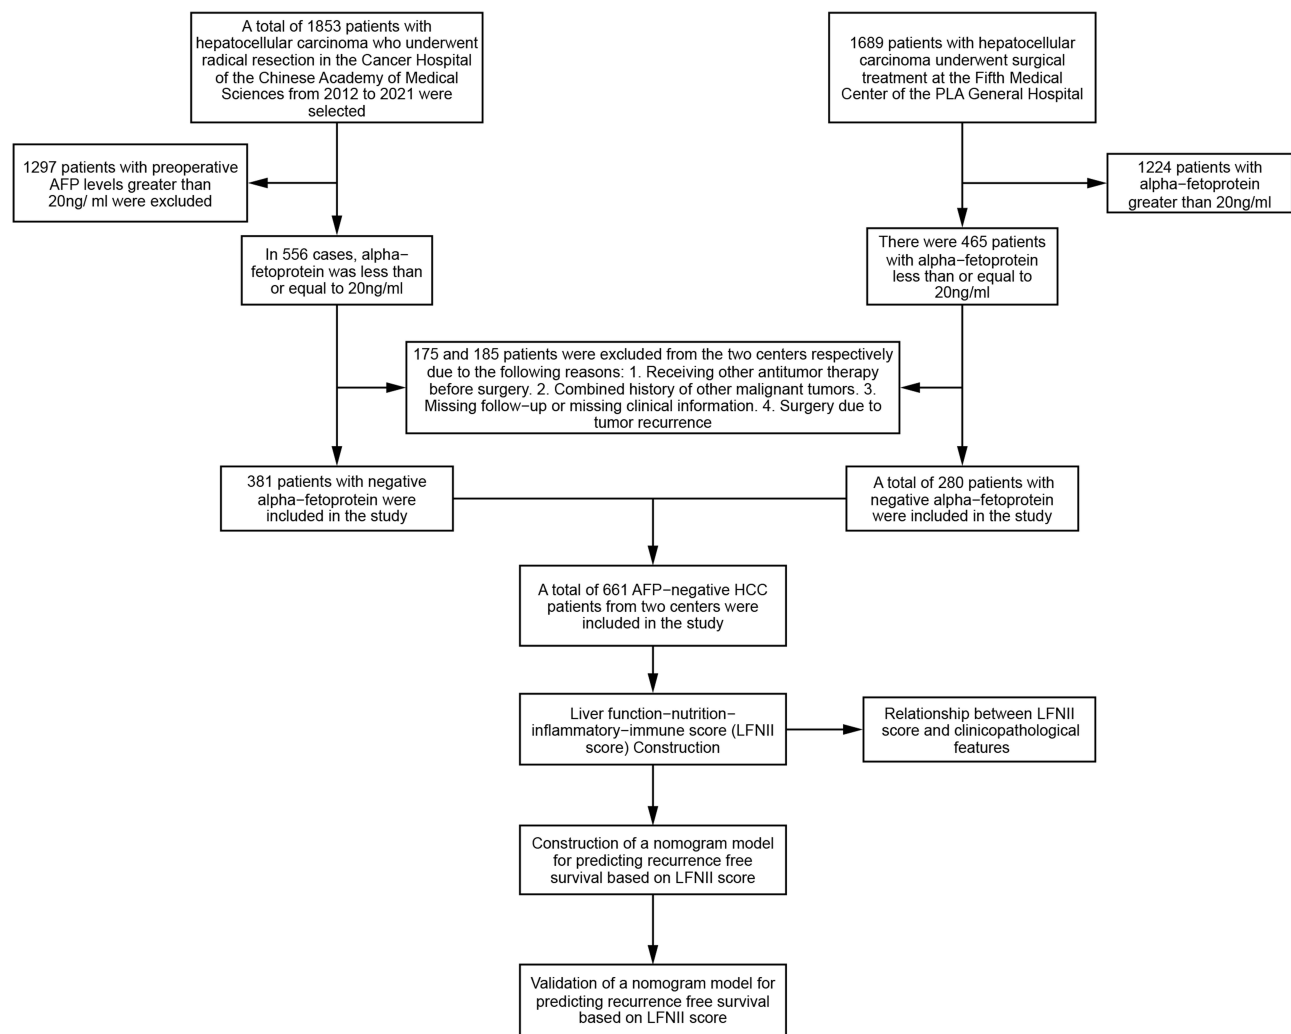 A total of 1853 patients with
hepatocellular carcinoma who underwent
radical resection in the Cancer Hospital
of the Chinese Academy of Medical
Sciences from 2012 to 2021 were
selected
1689 patients with hepatocellular
carcinoma underwent surgical
treatment at the Fifth Medical
Center of the PLA General Hospital
1297 patients with preoperative
AFP levels greater than
20ng/ ml were excluded
1224 patients with
alpha−fetoprotein
greater than 20ng/ml
In 556 cases, alpha−
fetoprotein was less than
or equal to 20ng/ml
There were 465 patients
with alpha−fetoprotein
less than or equal to
20ng/ml
175 and 185 patients were excluded from the two centers respectively
due to the following reasons: 1. Receiving other antitumor therapy
before surgery. 2. Combined history of other malignant tumors. 3.
Missing follow−up or missing clinical information. 4. Surgery due to
tumor recurrence
381 patients with negative
alpha−fetoprotein were
included in the study
A total of 280 patients with
negative alpha−fetoprotein
were included in the study
A total of 661 AFP−negative HCC
patients from two centers were
included in the study
Liver function−nutrition−
inflammatory−immune score (LFNII
score) Construction
Relationship between LFNII
score and clinicopathological
features
Construction of a nomogram model
for predicting recurrence free
survival based on LFNII score
Validation of a nomogram model for
predicting recurrence free survival
based on LFNII score